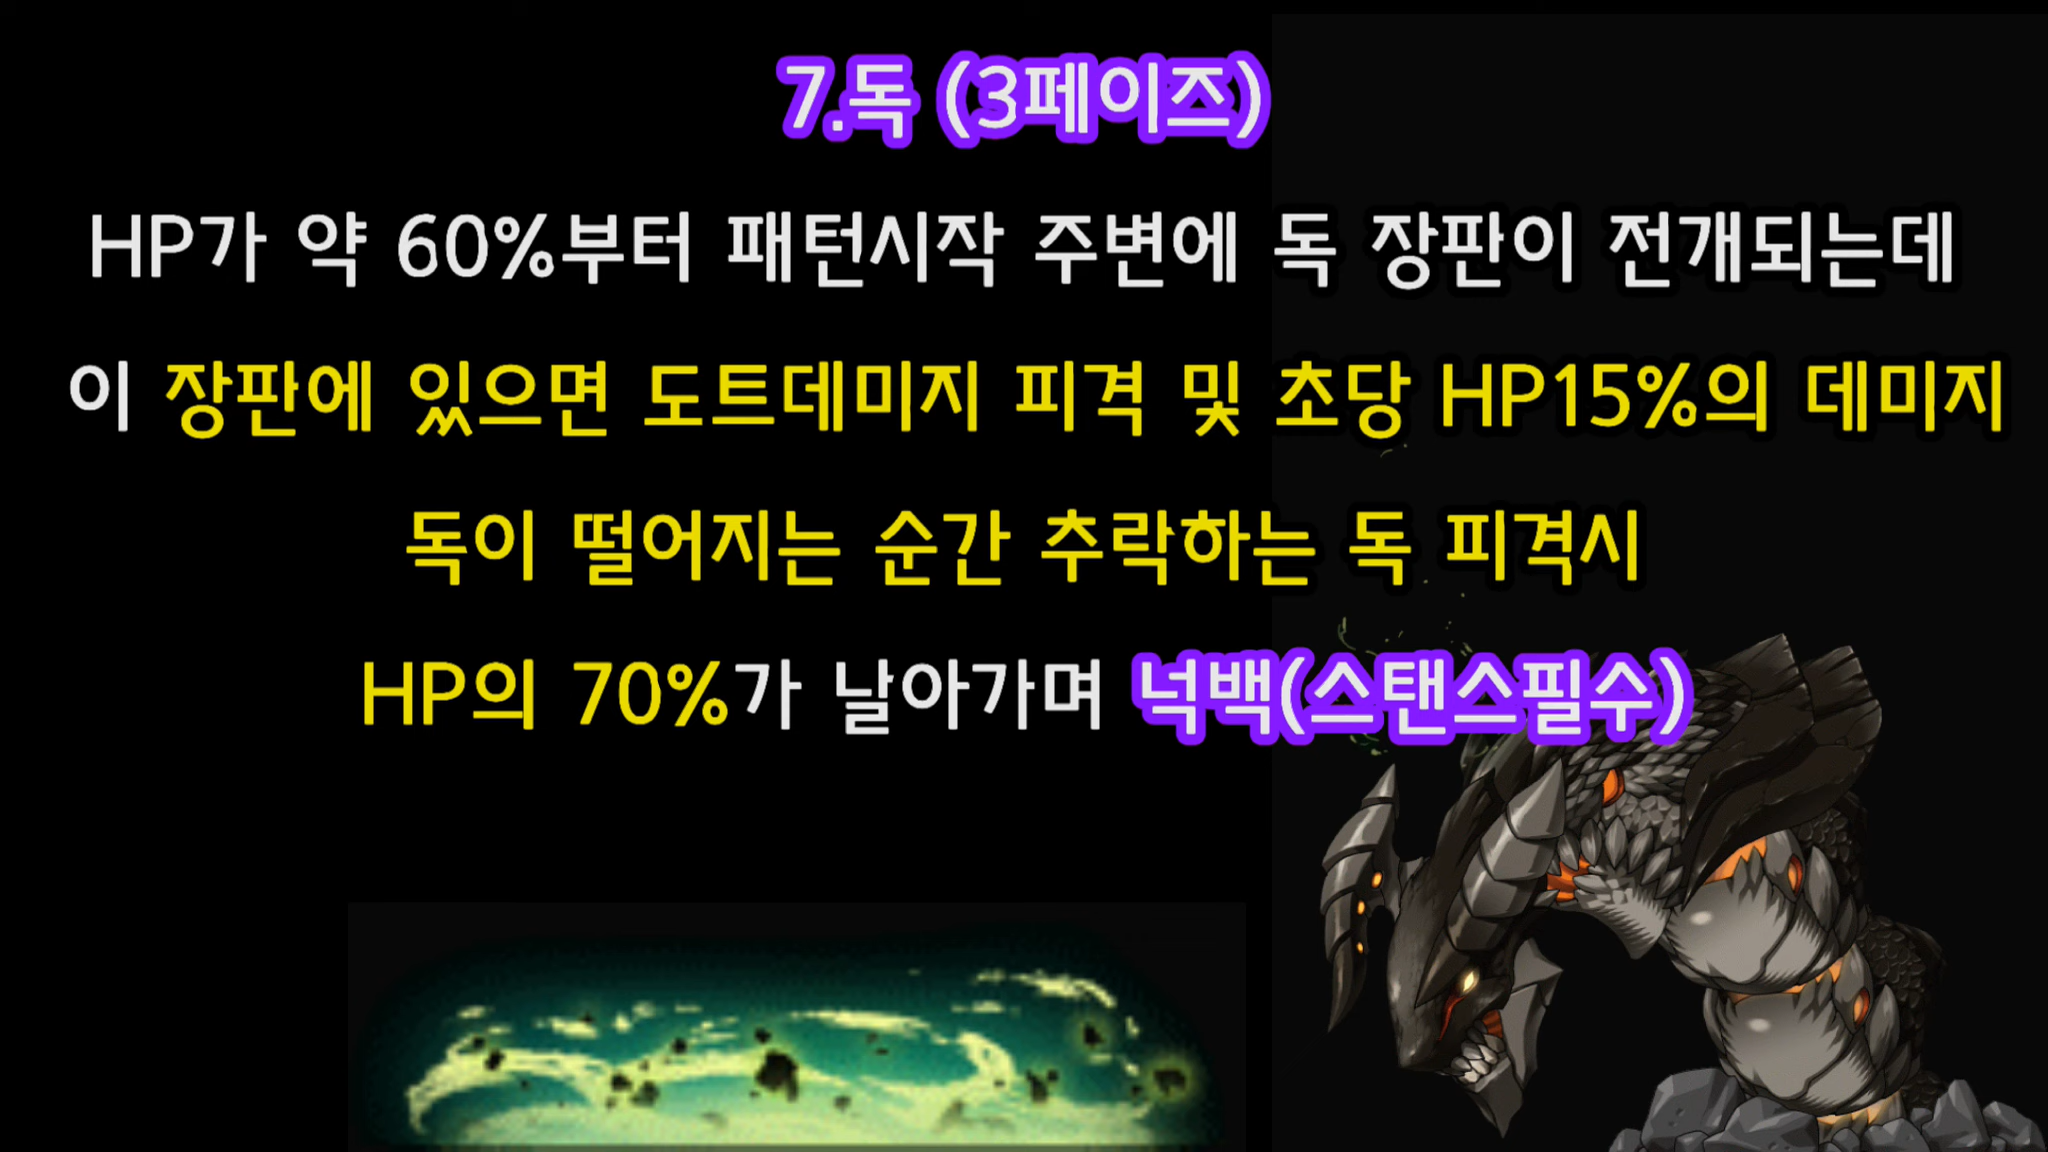 7.독 (3페이즈)
HP가 약 60%부터 패턴시작 주변에 독 장판이 전개되는데
이 장판에 있으면 도트데미지 피격 및 초당 HP15%의 데미지
독이 떨어지는 순간 추락하는 독 피격시
HP의 70%가 날아가며 넉백(스탠스필수)